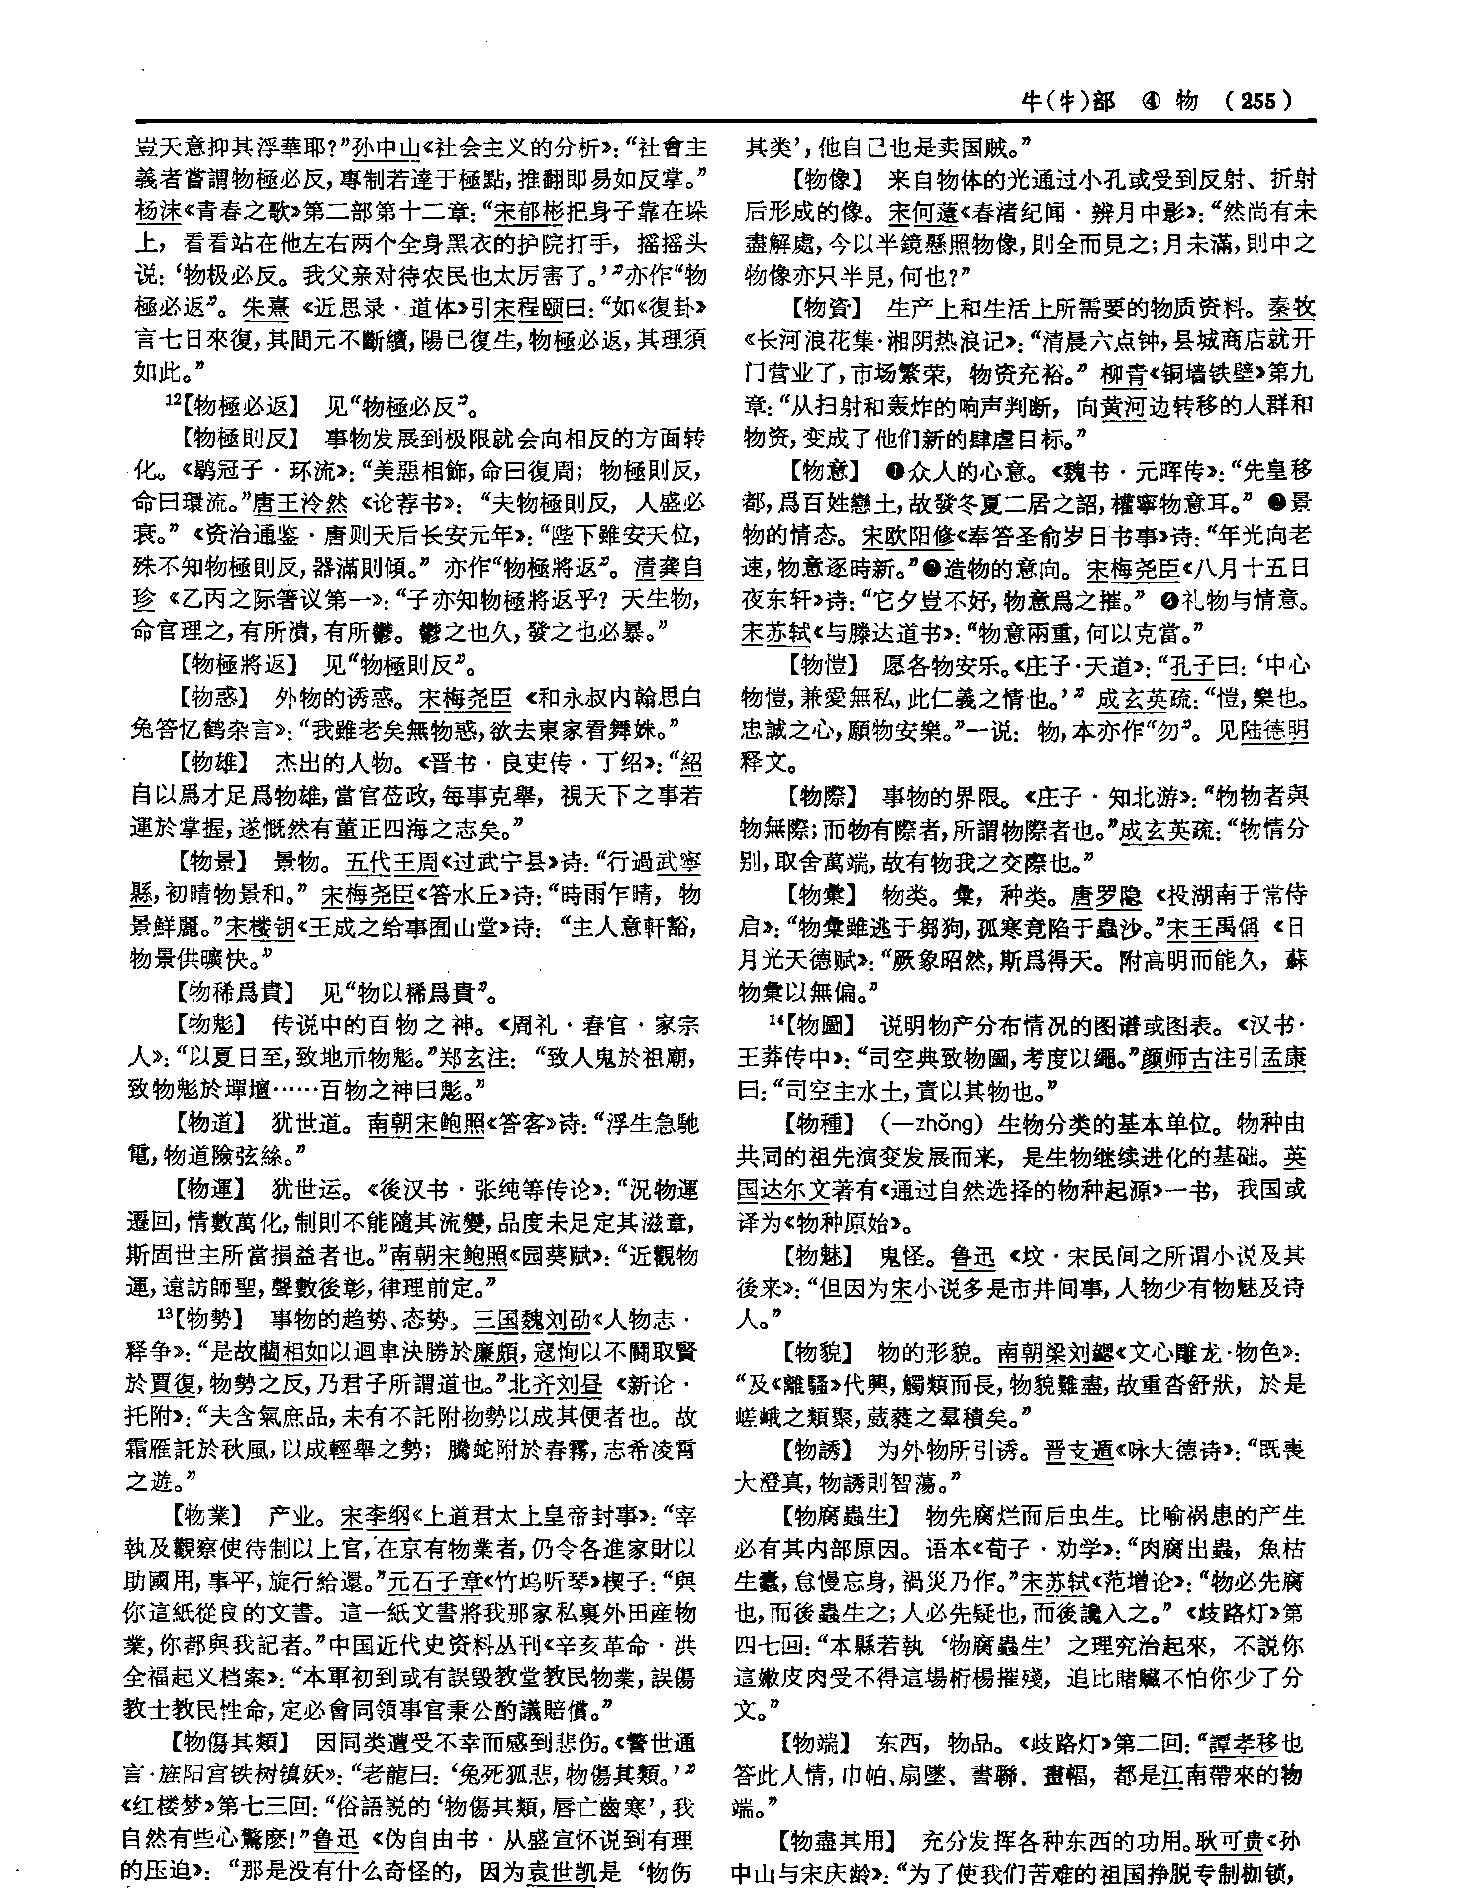 牛(牜)部　④ 物　(255)
豈天意抑其浮華耶?”孙中山《社会主义的分析》:“社會主
義者嘗謂物極必反,專制若達于極點,推翻即易如反掌。”
杨沫《青春之歌》第二部第十二章:“宋郁彬把身子靠在垛
上,看看站在他左右两个全身黑衣的护院打手,摇摇头
说:‘物极必反。我父亲对待农民也太厉害了。’”亦作“物
極必返”。朱熹《近思录·道体》引宋程颐曰:“如《復卦》
言七日來復,其間元不斷續,陽已復生,物極必返,其理須
如此。”
12【物極必返】 见“物極必反”。
【物極則反】 事物发展到极限就会向相反的方面转
化。《鹖冠子·环流》:“美惡相飾,命曰復周;物極則反,
命曰環流。”唐王泠然《论荐书》:“夫物極則反,人盛必
衰。”《资治通鉴·唐则天后长安元年》:“陛下雖安天位,
殊不知物極則反,器滿則傾。”亦作“物極將返”。清龚自
珍《乙丙之际箸议第一》:“子亦知物極將返乎?天生物,
命官理之,有所潰,有所鬱。鬱之也久,發之也必暴。”
【物極將返】 见“物極則反”。
【物惑】 外物的诱惑。宋梅尧臣《和永叔内翰思白
兔答忆鹤杂言》:“我雖老矣無物惑,欲去東家看舞姝。”
【物雄】 杰出的人物。《晋书·良吏传·丁绍》:“紹
自以爲才足爲物雄,當官莅政,每事克舉,視天下之事若
運於掌握,遂慨然有董正四海之志矣。”
【物景】 景物。五代王周《过武宁县》诗:“行過武寧
縣,初晴物景和。”宋梅尧臣《答水丘》诗:“時雨乍晴,物
景鮮麗。”宋楼钥《王成之给事囿山堂》诗:“主人意軒豁,
物景供曠快。”
【物稀爲貴】 见“物以稀爲貴”。
【物鬽】 传说中的百物之神。《周礼·春官·家宗
人》:“以夏日至,致地示物鬽。”郑玄注:“致人鬼於祖廟,
致物鬽於墠壇……百物之神曰鬽。”
【物道】 犹世道。南朝宋鲍照《答客》诗:“浮生急馳
電,物道險弦絲。”
【物運】 犹世运。《後汉书·张纯等传论》:“況物運
遷回,情數萬化,制則不能隨其流變,品度未足定其滋章,
斯固世主所當損益者也。”南朝宋鲍照《园葵赋》:“近觀物
運,遠訪師聖,聲數後彰,律理前定。”
13【物勢】 事物的趋势、态势。三国魏刘劭《人物志·
释争》:“是故藺相如以迴車決勝於廉頗,寇恂以不鬭取賢
於賈復,物勢之反,乃君子所謂道也。”北齐刘昼《新论·
托附》:“夫含氣庶品,未有不託附物勢以成其便者也。故
霜雁託於秋風,以成輕舉之勢;騰蛇附於春霧,志希凌霄
之遊。”
【物業】 产业。宋李纲《上道君太上皇帝封事》:“宰
執及觀察使待制以上官,在京有物業者,仍令各進家財以
助國用,事平,旋行給還。”元石子章《竹坞听琴》楔子:“與
你這紙從良的文書。這一紙文書將我那家私裏外田産物
業,你都與我記者。”中国近代史资料丛刊《辛亥革命·洪
全福起义档案》:“本軍初到或有誤毀教堂教民物業,誤傷
教士教民性命,定必會同領事官秉公酌議賠償。”
【物傷其類】 因同类遭受不幸而感到悲伤。《警世通
言·旌阳宫铁树镇妖》:“老龍曰:‘兔死狐悲,物傷其類。’”
《红楼梦》第七三回:“俗語説的‘物傷其類,唇亡齒寒’,我
自然有些心驚麽!”鲁迅《伪自由书·从盛宣怀说到有理
的压迫》:“那是没有什么奇怪的,因为袁世凯是‘物伤
其类’,他自己也是卖国贼。”
【物像】 来自物体的光通过小孔或受到反射、折射
后形成的像。宋何薳《春渚纪闻·辨月中影》:“然尚有未
盡解處,今以半鏡懸照物像,則全而見之;月未滿,則中之
物像亦只半見,何也?”
【物資】 生产上和生活上所需要的物质资料。秦牧
《长河浪花集·湘阴热浪记》:“清晨六点钟,县城商店就开
门营业了,市场繁荣,物资充裕。”柳青《铜墙铁壁》第九
章:“从扫射和轰炸的响声判断,向黄河边转移的人群和
物资,变成了他们新的肆虐目标。”
【物意】 ❶众人的心意。《魏书·元晖传》:“先皇移
都,爲百姓戀土,故發冬夏二居之詔,權寧物意耳。”❷景
物的情态。宋欧阳修《奉答圣俞岁日书事》诗:“年光向老
速,物意逐時新。”❸造物的意向。宋梅尧臣《八月十五日
夜东轩》诗:“它夕豈不好,物意爲之摧。”❹礼物与情意。
宋苏轼《与滕达道书》:“物意兩重,何以克當。”
【物愷】 愿各物安乐。《庄子·天道》:“孔子曰:‘中心
物愷,兼愛無私,此仁義之情也。’”成玄英疏:“愷,樂也。
忠誠之心,願物安樂。”一说:物,本亦作“勿”。见陆德明
释文。
【物際】 事物的界限。《庄子·知北游》:“物物者與
物無際;而物有際者,所謂物際者也。”成玄英疏:“物情分
别,取舍萬端,故有物我之交際也。”
【物彙】 物类。彙,种类。唐罗隐《投湖南于常侍
启》:“物彙雖逃于芻狗,孤寒竟陷于蟲沙。”宋王禹偁《日
月光天德赋》:“厥象昭然,斯爲得天。附高明而能久,蘇
物彙以無偏。”
14【物圖】 说明物产分布情况的图谱或图表。《汉书·
王莽传中》:“司空典致物圖,考度以繩。”颜师古注引孟康
曰:“司空主水土,責以其物也。”
【物種】 (—zhǒng) 生物分类的基本单位。物种由
共同的祖先演变发展而来,是生物继续进化的基础。英
国达尔文著有《通过自然选择的物种起源》一书,我国或
译为《物种原始》。
【物魅】 鬼怪。鲁迅《坟·宋民间之所谓小说及其
後来》:“但因为宋小说多是市井间事,人物少有物魅及诗
人。”
【物貌】 物的形貌。南朝梁刘勰《文心雕龙·物色》:
“及《離騷》代興,觸類而長,物貌難盡,故重沓舒狀,於是
嵯峨之類聚,葳蕤之羣積矣。”
【物誘】 为外物所引诱。晋支遁《咏大德诗》:“既喪
大澄真,物誘則智蕩。”
【物腐蟲生】 物先腐烂而后虫生。比喻祸患的产生
必有其内部原因。语本《荀子·劝学》:“肉腐出蟲,魚枯
生蠹,怠慢忘身,禍災乃作。”宋苏轼《范增论》:“物必先腐
也,而後蟲生之;人必先疑也,而後讒入之。”《歧路灯》第
四七回:“本縣若執‘物腐蟲生’之理究治起來,不説你
這嫩皮肉受不得這場桁楊摧殘,追比賭贓不怕你少了分
文。”
【物端】 东西,物品。《歧路灯》第二回:“譚孝移也
答此人情,巾帕、扇墜、書聯、畫幅,都是江南帶來的物
端。”
【物盡其用】 充分发挥各种东西的功用。耿可贵《孙
中山与宋庆龄》:“为了使我们苦难的祖国挣脱专制枷锁,